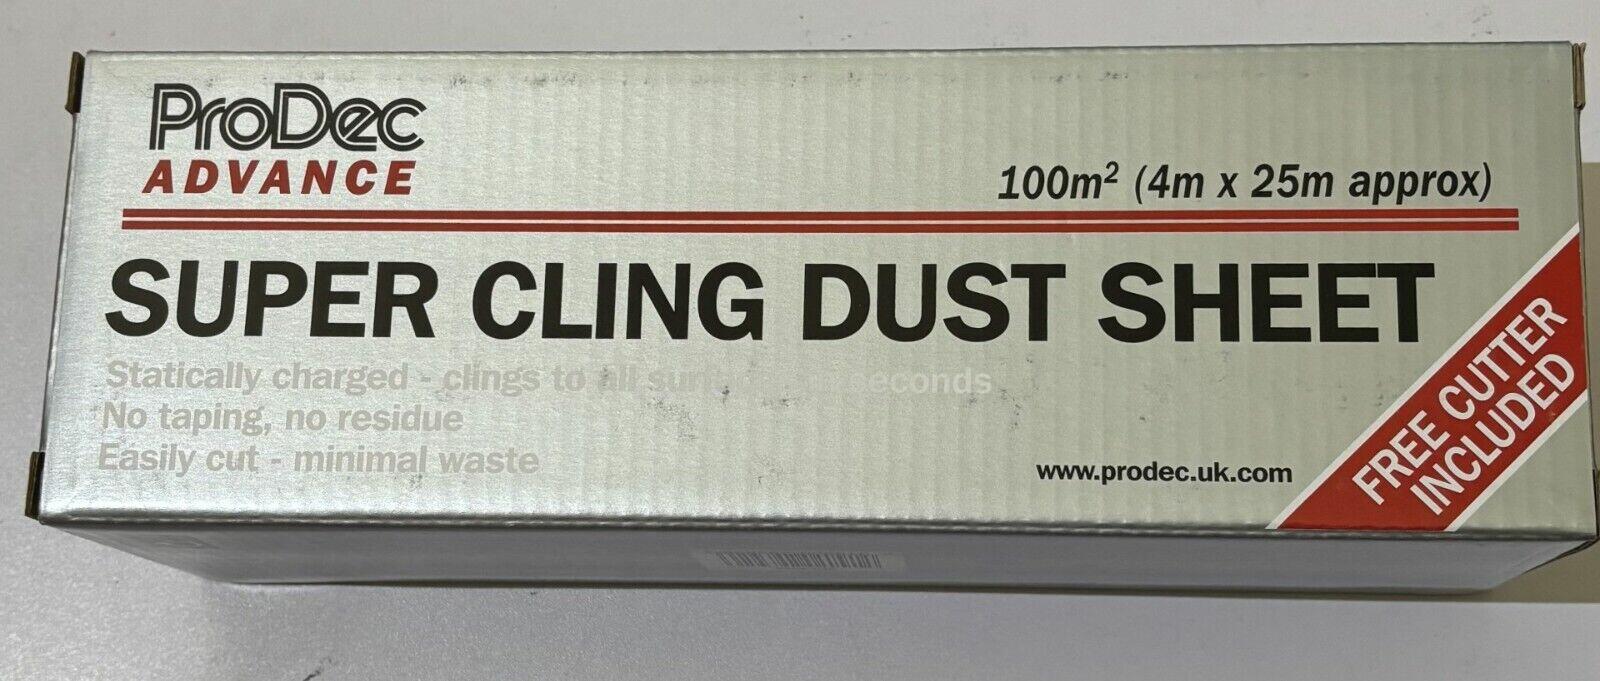 ProDec
ADVANCE
100m² (4m x 25m approx)
SUPER CLING DUST SHEET
Statically charged - clings to all
No taping, no residue
Easily cut - minimal waste
www.prodec.uk.com
FREE CUTTER
INCLUDED